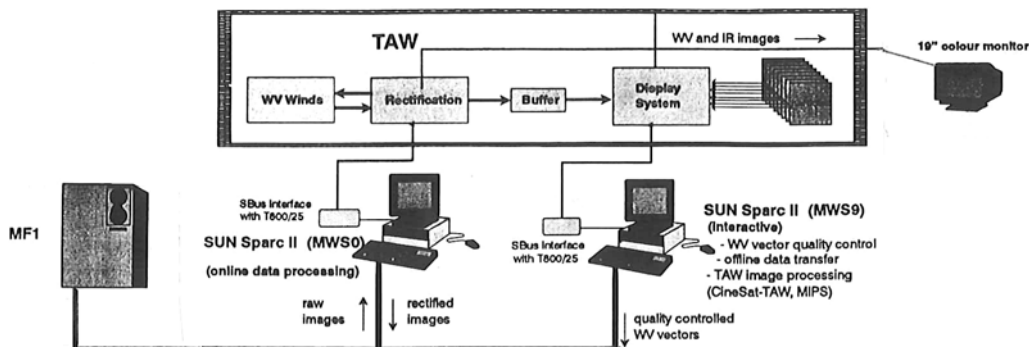 TAW
WV and IR images
19" colour monitor
WV Winds
Rectification
Buffer
Display
System
MF1
SBus Interface
with T800/25
SUN Sparc II (MWS0)
(online data processing)
SBus Interface
with T800/25
SUN Sparc II (MWS9)
(interactive)
- WV vector quality control
- offline data transfer
- TAW image processing
(CineSat-TAW, MIPS)
raw
images
rectified
images
quality controlled
WV vectors